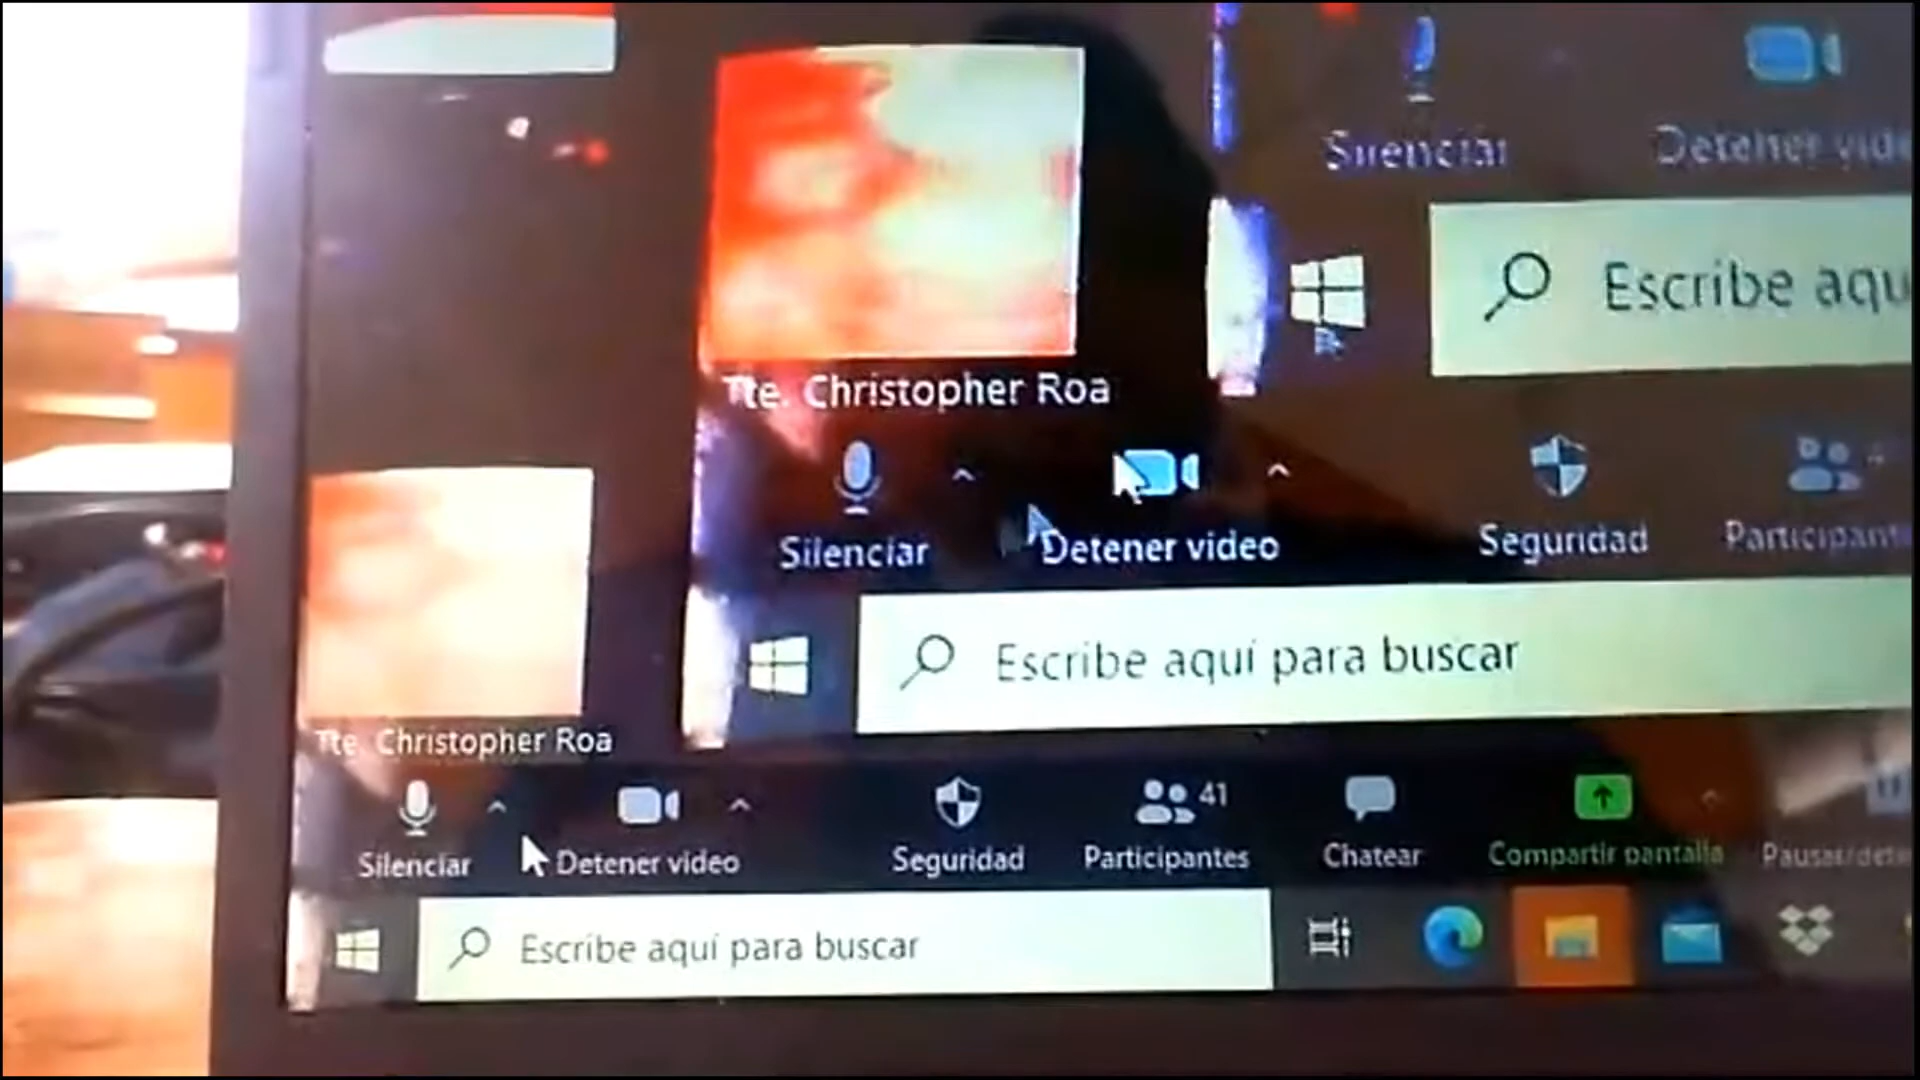 Silenciar
Detener vide
Escribe aqu
Tte. Christopher Roa
Silenciar
Detener video
Seguridad
Participant
Escribe aquí para buscar
Tte. Christopher Roa
Silenciar
Detener video
Seguridad
Participantes
41
Chatear
Compartir pantalla
Escribe aquí para buscar